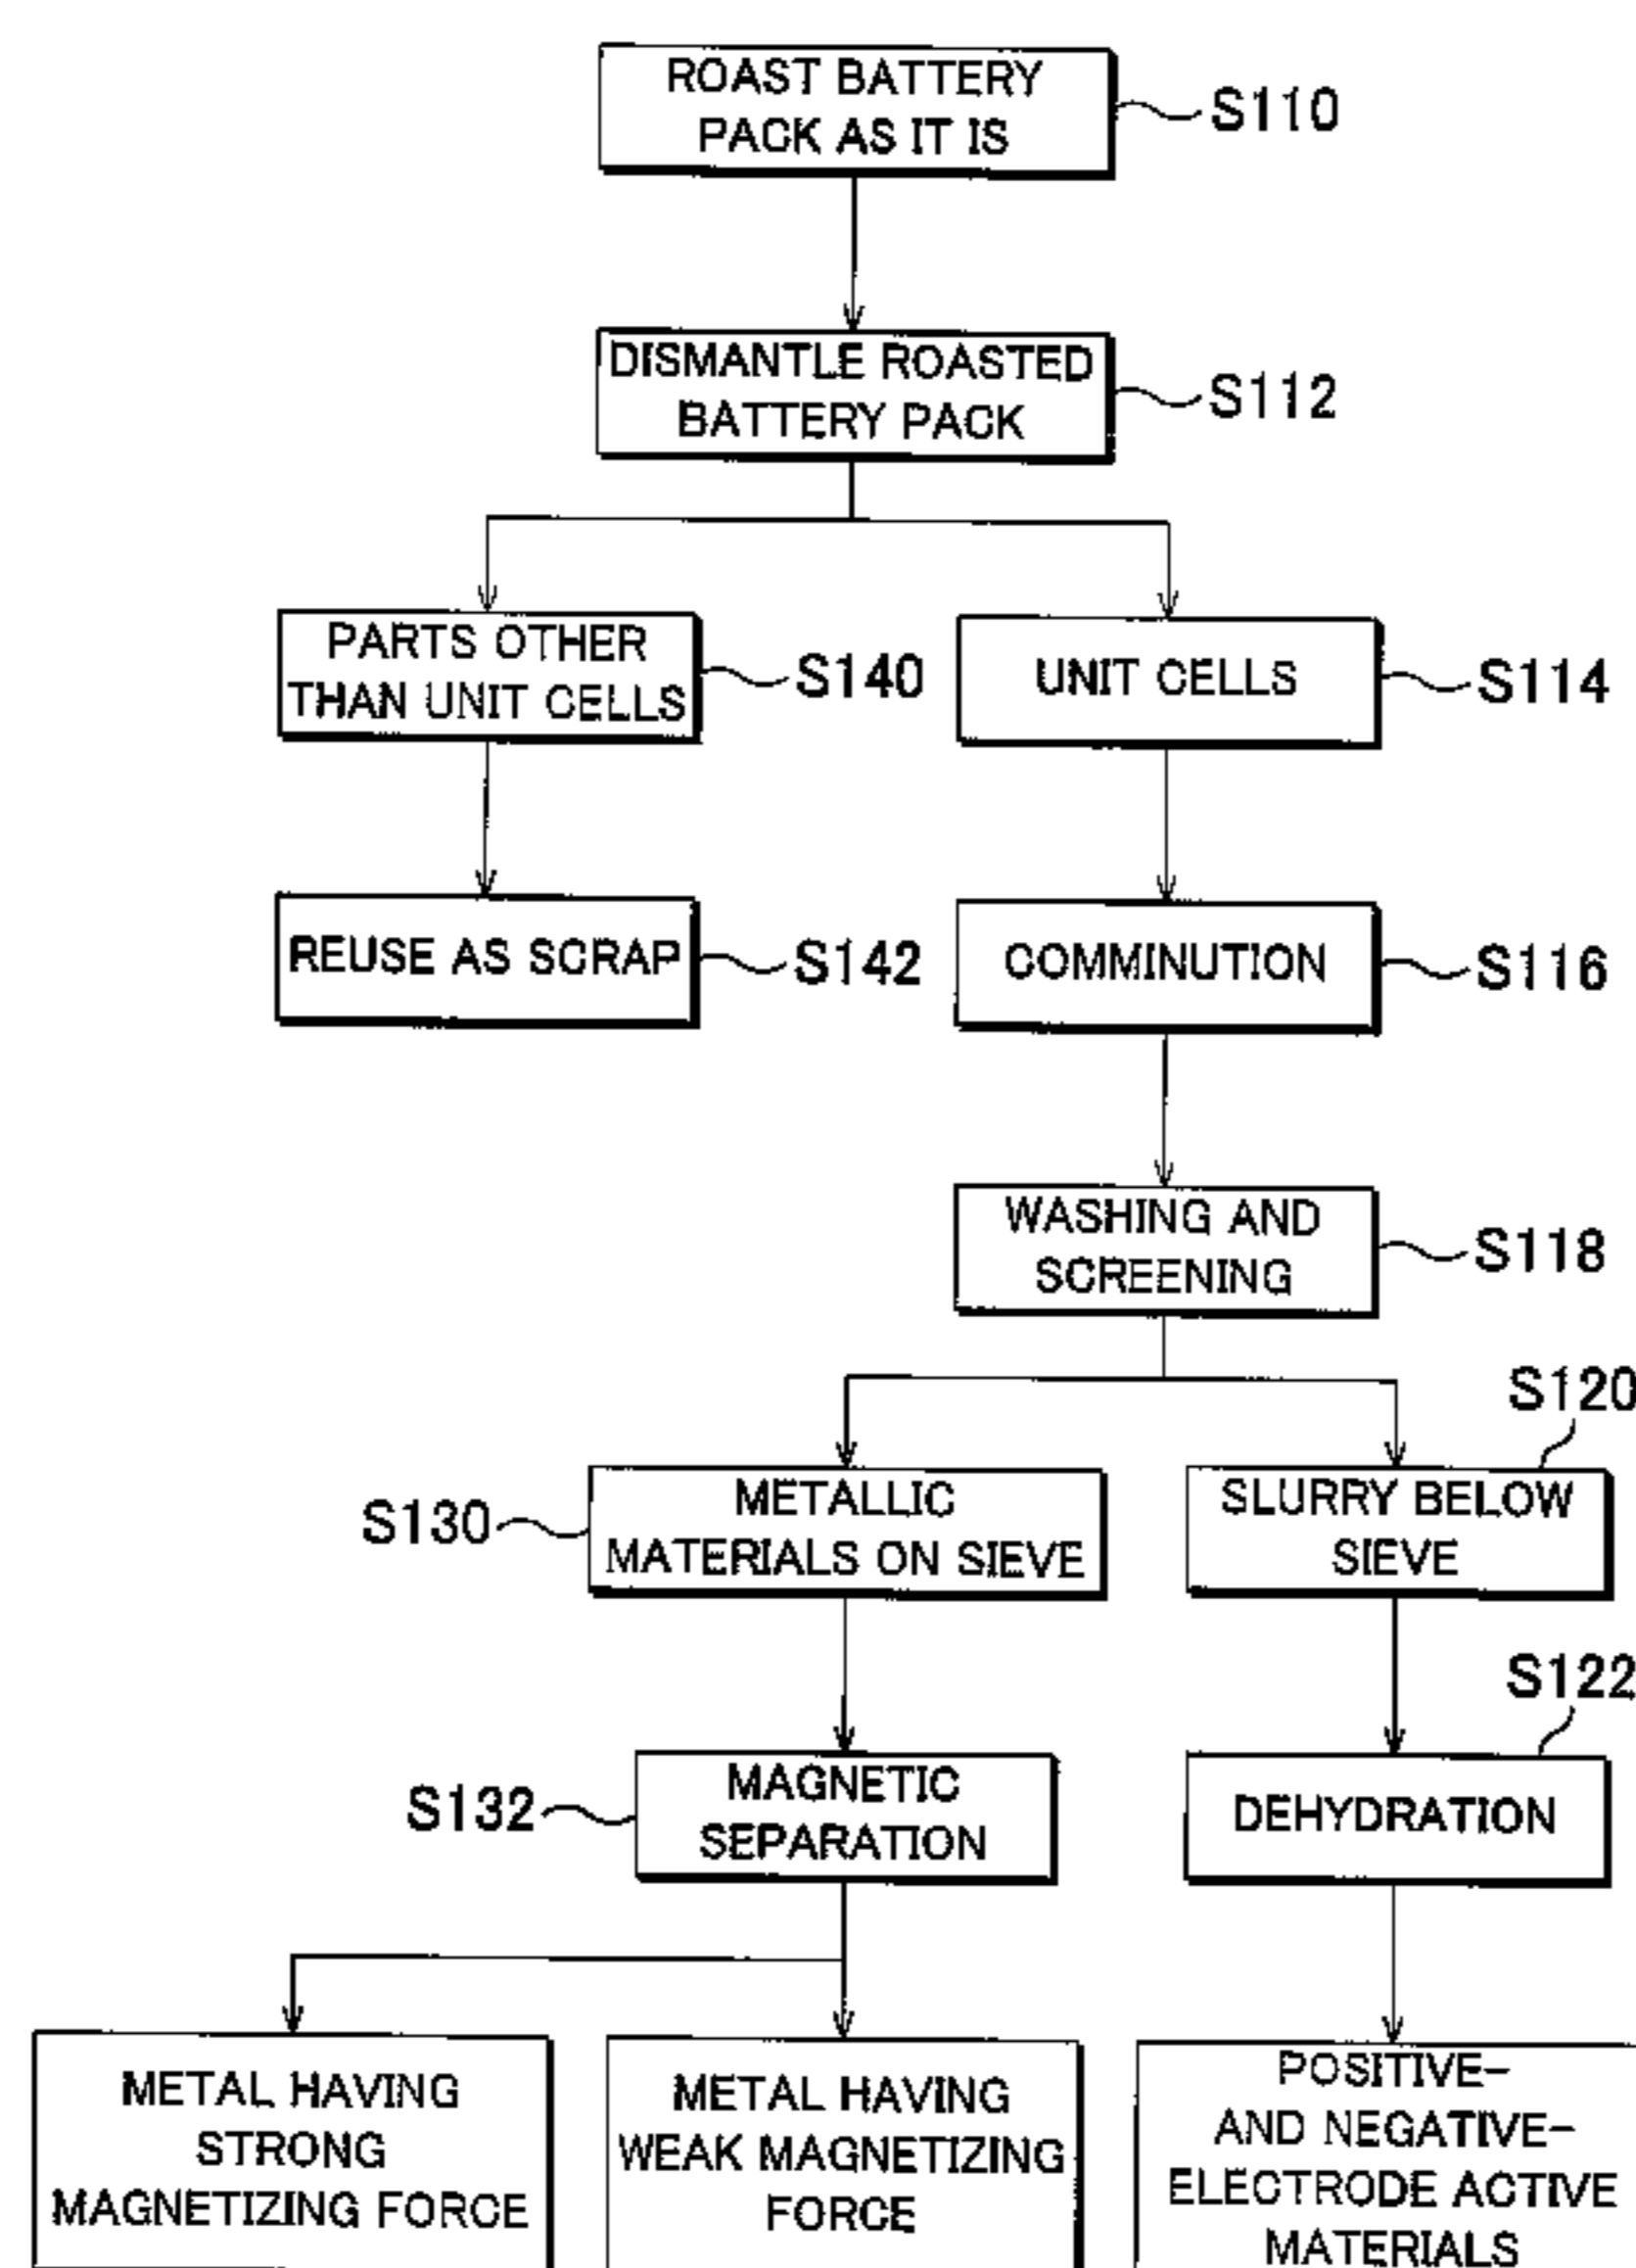 ROAST BATTERY
PACK AS IT IS
S110
DISMANTLE ROASTED
BATTERY PACK
S112
PARTS OTHER
THAN UNIT CELLS
S140
UNIT CELLS
S114
REUSE AS SCRAP
S142
COMMINUTION
S116
WASHING AND
SCREENING
S118
S130
METALLIC
MATERIALS ON SIEVE
S120
SLURRY BELOW
SIEVE
S132
MAGNETIC
SEPARATION
S122
DEHYDRATION
METAL HAVING
STRONG
MAGNETIZING FORCE
METAL HAVING
WEAK MAGNETIZING
FORCE
POSITIVE-
AND NEGATIVE-
ELECTRODE ACTIVE
MATERIALS